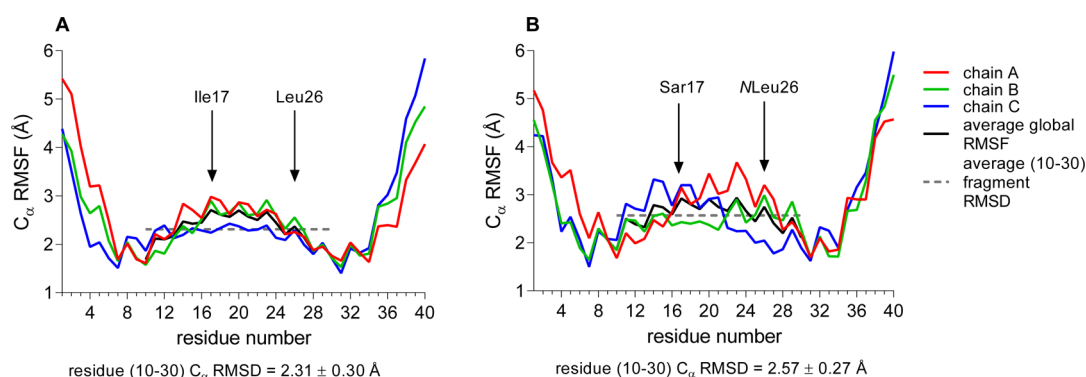 A
6
5
4
3
2
1
Cα RMSF (Å)
Ile17
Leu26
4 8 12 16 20 24 28 32 36 40
residue number
residue (10-30) Cα RMSD = 2.31 ± 0.30 Å
B
6
5
4
3
2
1
Cα RMSF (Å)
Sar17
NLeu26
4 8 12 16 20 24 28 32 36 40
residue number
residue (10-30) Cα RMSD = 2.57 ± 0.27 Å
chain A
chain B
chain C
average global
RMSF
average (10-30)
fragment
RMSD